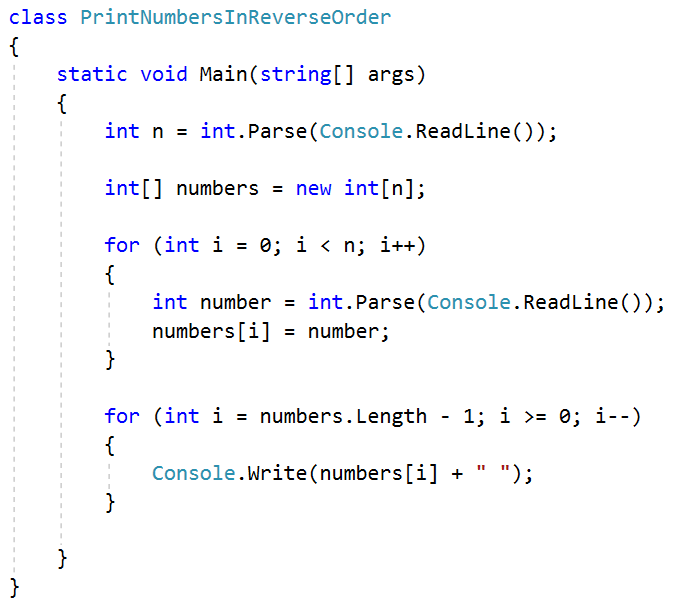 class PrintNumbersInReverseOrder
{
    static void Main(string[] args)
    {
        int n = int.Parse(Console.ReadLine());

        int[] numbers = new int[n];

        for (int i = 0; i < n; i++)
        {
            int number = int.Parse(Console.ReadLine());
            numbers[i] = number;
        }

        for (int i = numbers.Length - 1; i >= 0; i--)
        {
            Console.Write(numbers[i] + " ");
        }

    }
}